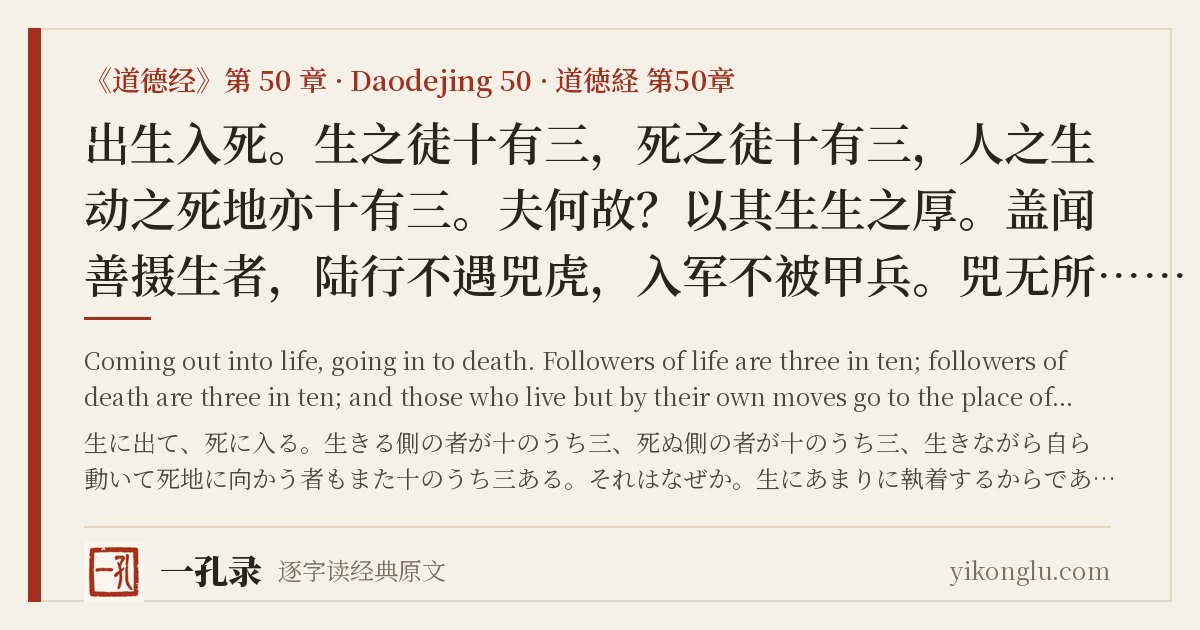 《道德经》第 50 章 · Daodejing 50 · 道徳経 第50章
出生入死。生之徒十有三，死之徒十有三，人之生
动之死地亦十有三。夫何故？以其生生之厚。盖闻
善摄生者，陆行不遇兕虎，入军不被甲兵。兕无所……
Coming out into life, going in to death. Followers of life are three in ten; followers of
death are three in ten; and those who live but by their own moves go to the place of...
生に出て、死に入る。生きる側の者が十のうち三、死ぬ側の者が十のうち三、生きながら自ら
動いて死地に向かう者もまた十のうち三ある。それはなぜか。生にあまりに執着するからであ…
一孔
一孔录 逐字读经典原文
yikonglu.com